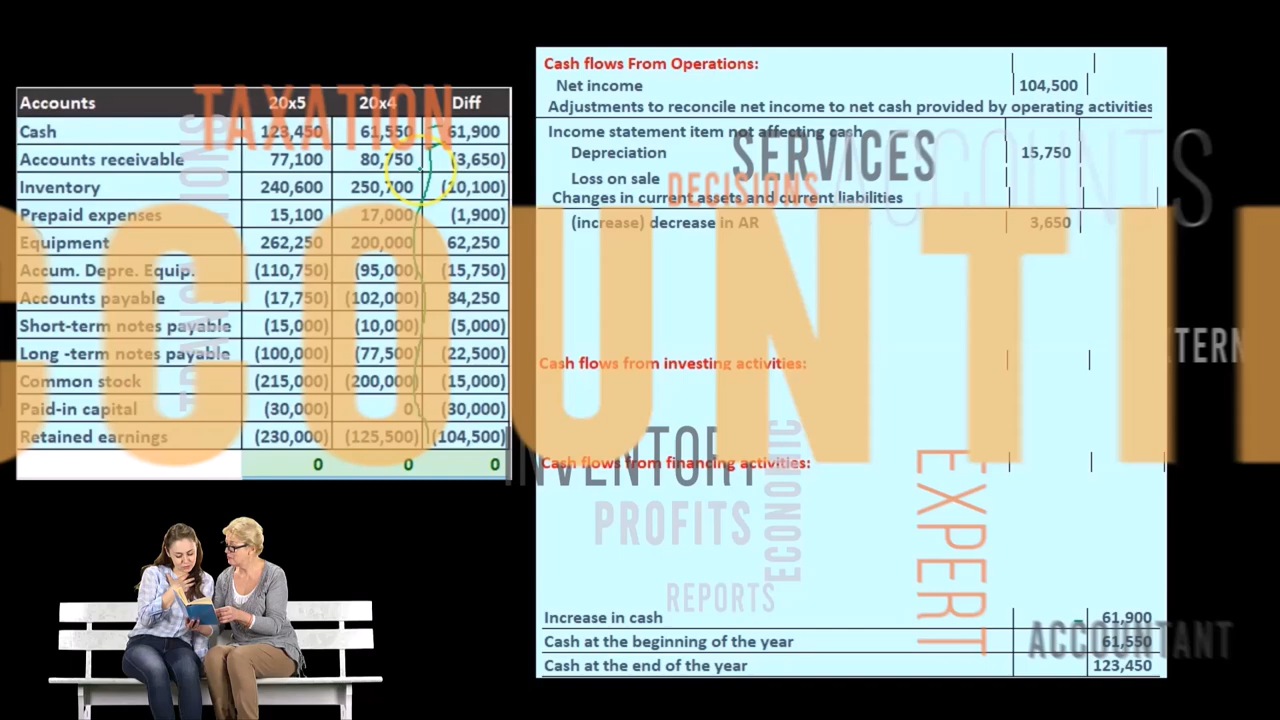 Accounts 20x5 20x4 Diff
Cash 123,450 61,550 61,900
Accounts receivable 77,100 80,750 (3,650)
Inventory 240,600 250,700 (10,100)
Prepaid expenses 15,100 17,000 (1,900)
Equipment 262,250 200,000 62,250
Accum. Depre. Equip. (110,750) (95,000) (15,750)
Accounts payable (17,750) (102,000) 84,250
Short-term notes payable (15,000) (10,000) (5,000)
Long -term notes payable (100,000) (77,500) (22,500)
Common stock (215,000) (200,000) (15,000)
Paid-in capital (30,000) 0 (30,000)
Retained earnings (230,000) (125,500) (104,500)
0 0 0
Cash flows From Operations:
Net income 104,500
Adjustments to reconcile net income to net cash provided by operating activities
Income statement item not affecting cash
Depreciation 15,750
Loss on sale
Changes in current assets and current liabilities
(increase) decrease in AR 3,650
Cash flows from investing activities:
Cash flows from financing activities:
Increase in cash 61,900
Cash at the beginning of the year 61,550
Cash at the end of the year 123,450
TAXATION
SERVICES
DECISIONS
ACCOUNTS
CCOUNTI
TERN
INVENTORY
PROFITS
ECONOMIC
EXPERT
REPORTS
ACCOUNTANT